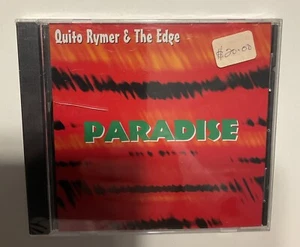 Quito Rymer & The Edge
$20.00
PARADISE